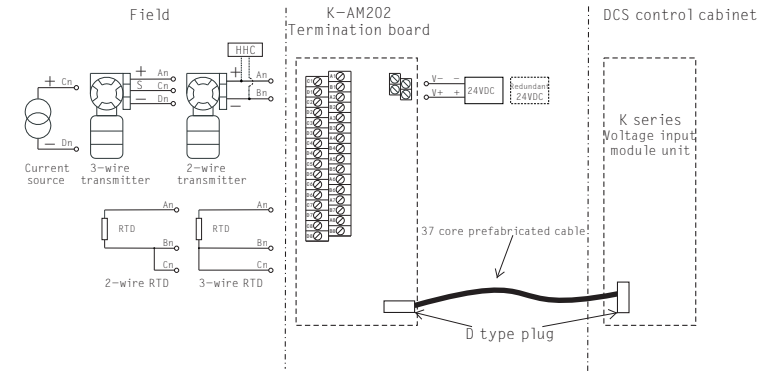 Field
K-AM202
Termination board
DCS control cabinet
HHC
+ Cn
— Dn
Current
source
+ An
S Cn
— Dn
3-wire
transmitter
+ An
Bn
—
2-wire
transmitter
An
RTD
Bn
Cn
2-wire RTD
An
RTD
Bn
Cn
3-wire RTD
V- -
V+ +
24VDC
Redundant
24VDC
K series
Voltage input
module unit
37 core prefabricated cable
D type plug